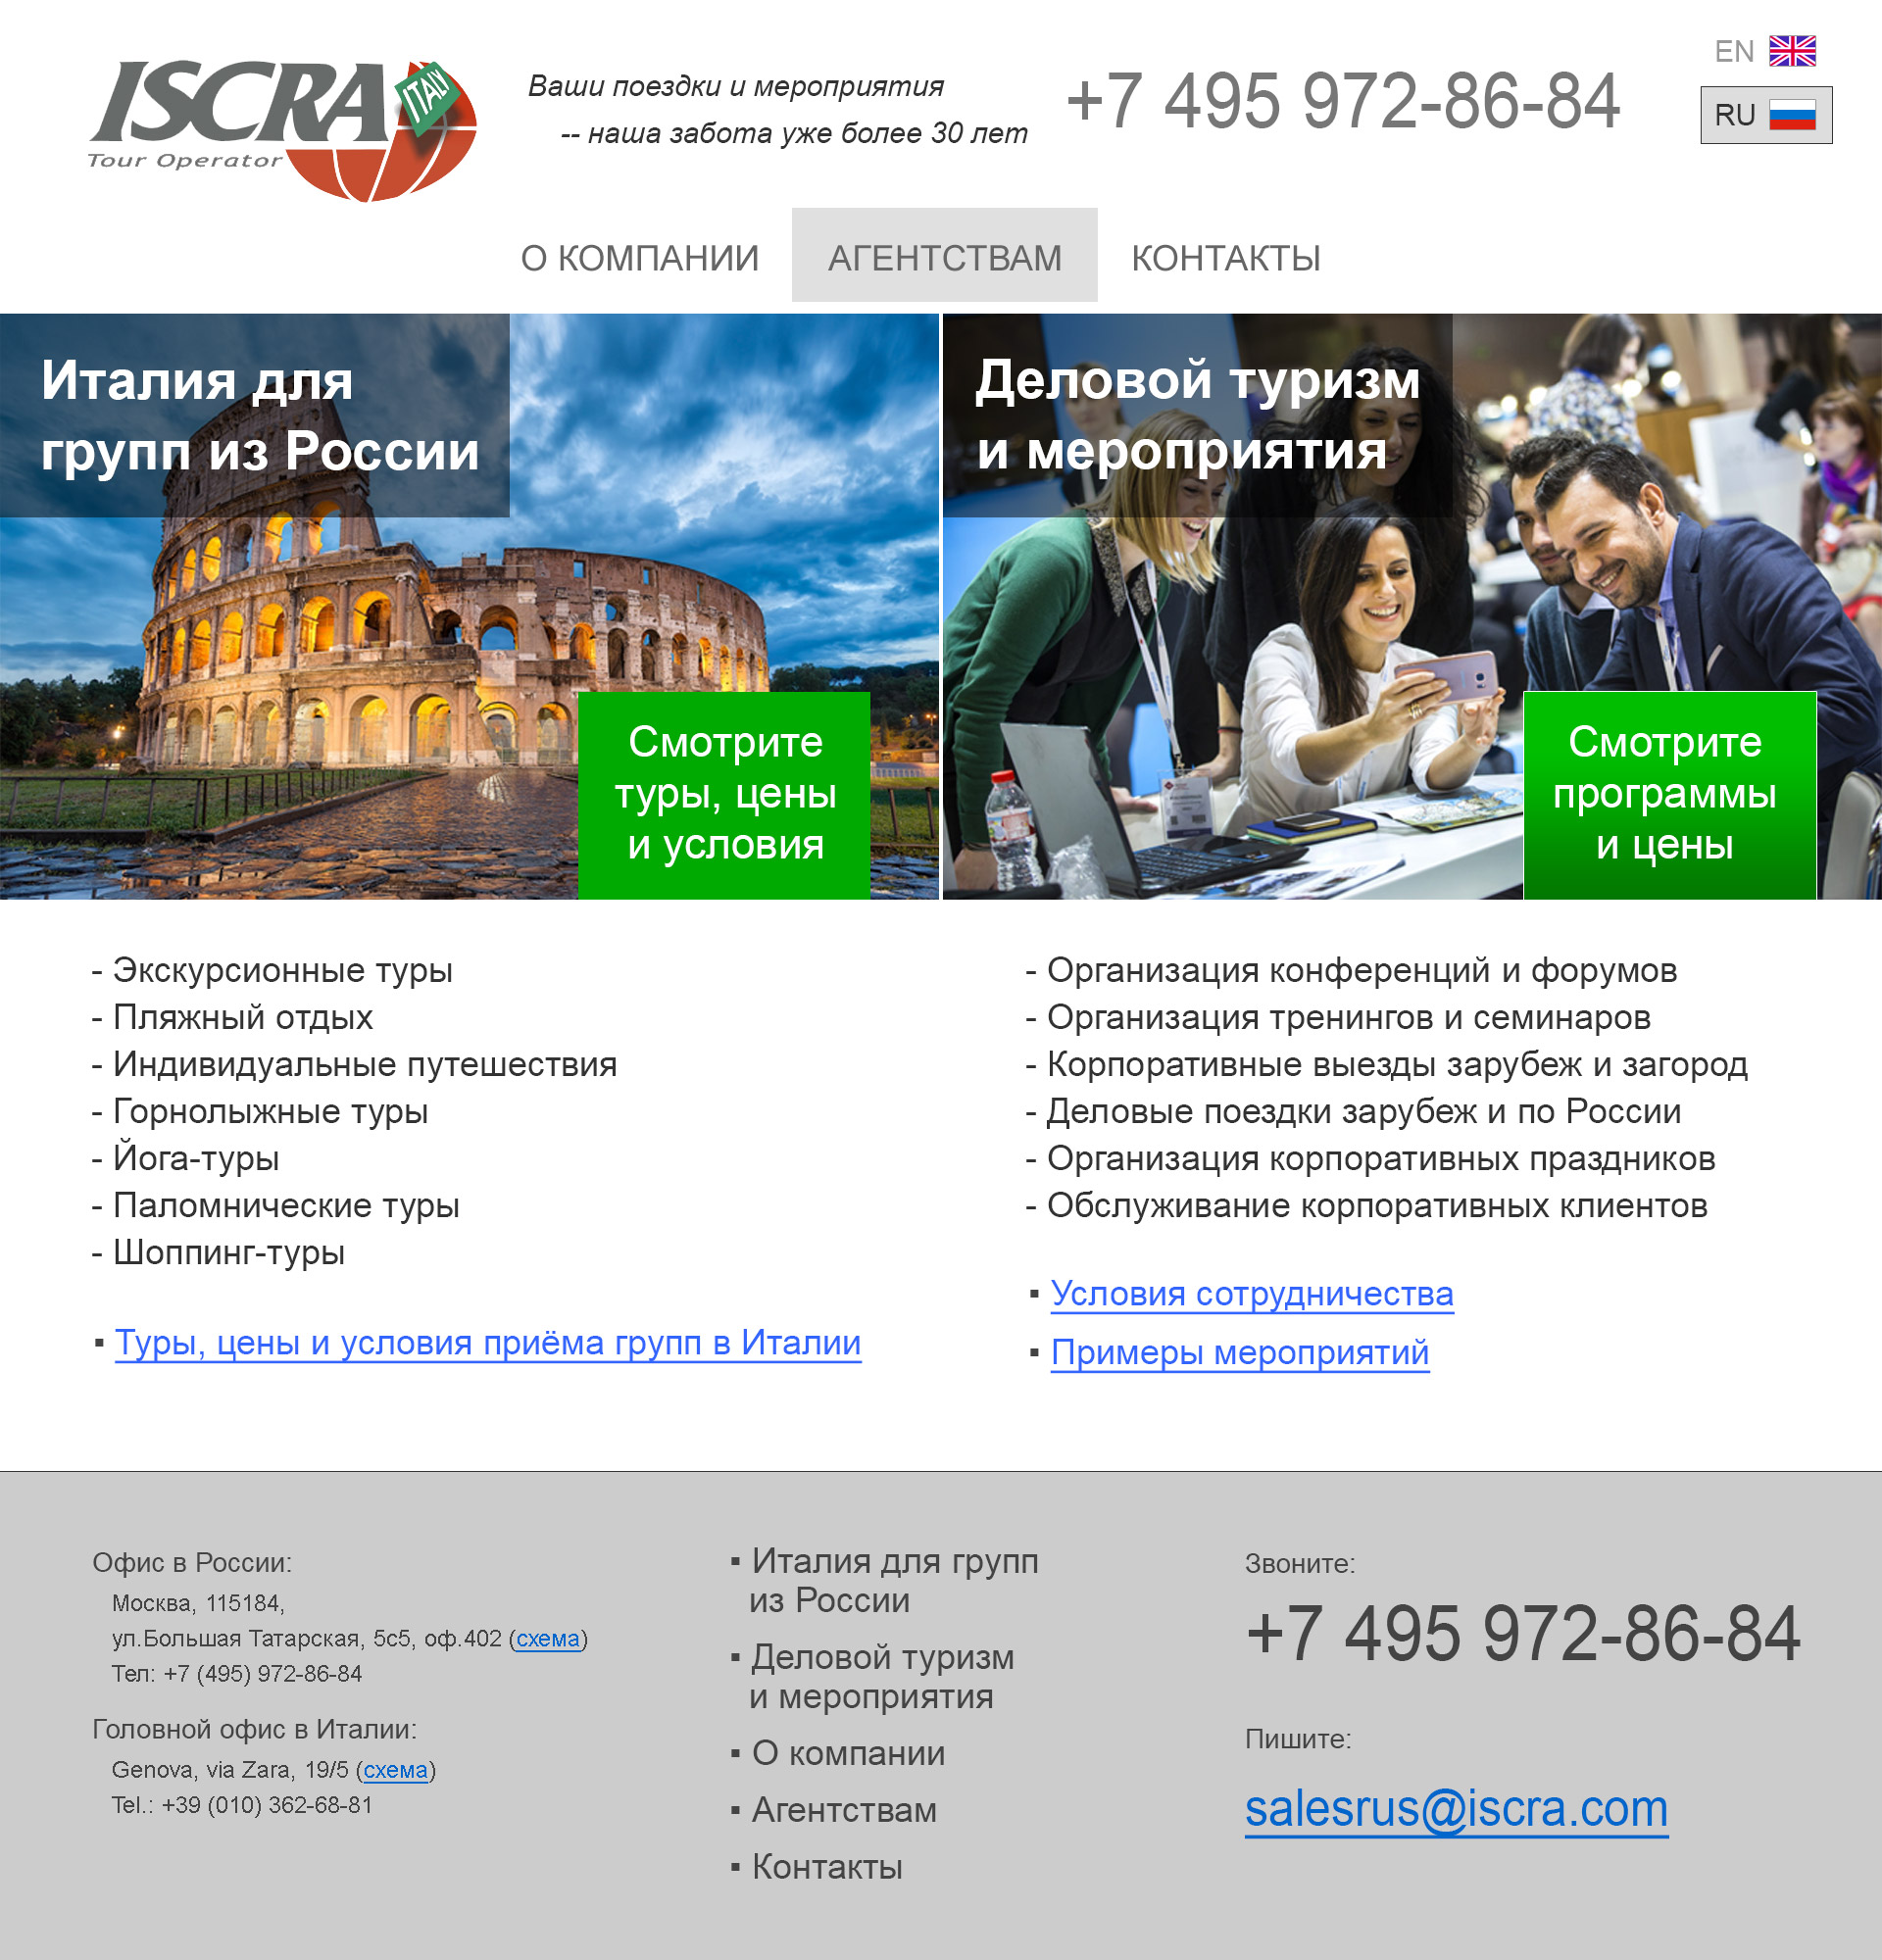 ISCRA
ITALY
Tour Operator
Ваши поездки и мероприятия
-- наша забота уже более 30 лет
+7 495 972-86-84
EN
RU
О КОМПАНИИ
АГЕНТСТВАМ
КОНТАКТЫ
Италия для
групп из России
Смотрите
туры, цены
и условия
Деловой туризм
и мероприятия
Смотрите
программы
и цены
- Экскурсионные туры
- Пляжный отдых
- Индивидуальные путешествия
- Горнолыжные туры
- Йога-туры
- Паломнические туры
- Шоппинг-туры
▪ Туры, цены и условия приёма групп в Италии
- Организация конференций и форумов
- Организация тренингов и семинаров
- Корпоративные выезды зарубеж и загород
- Деловые поездки зарубеж и по России
- Организация корпоративных праздников
- Обслуживание корпоративных клиентов
▪ Условия сотрудничества
▪ Примеры мероприятий
Офис в России:
Москва, 115184,
ул.Большая Татарская, 5с5, оф.402 (схема)
Тел: +7 (495) 972-86-84
Головной офис в Италии:
Genova, via Zara, 19/5 (схема)
Tel.: +39 (010) 362-68-81
▪ Италия для групп
из России
▪ Деловой туризм
и мероприятия
▪ О компании
▪ Агентствам
▪ Контакты
Звоните:
+7 495 972-86-84
Пишите:
salesrus@iscra.com